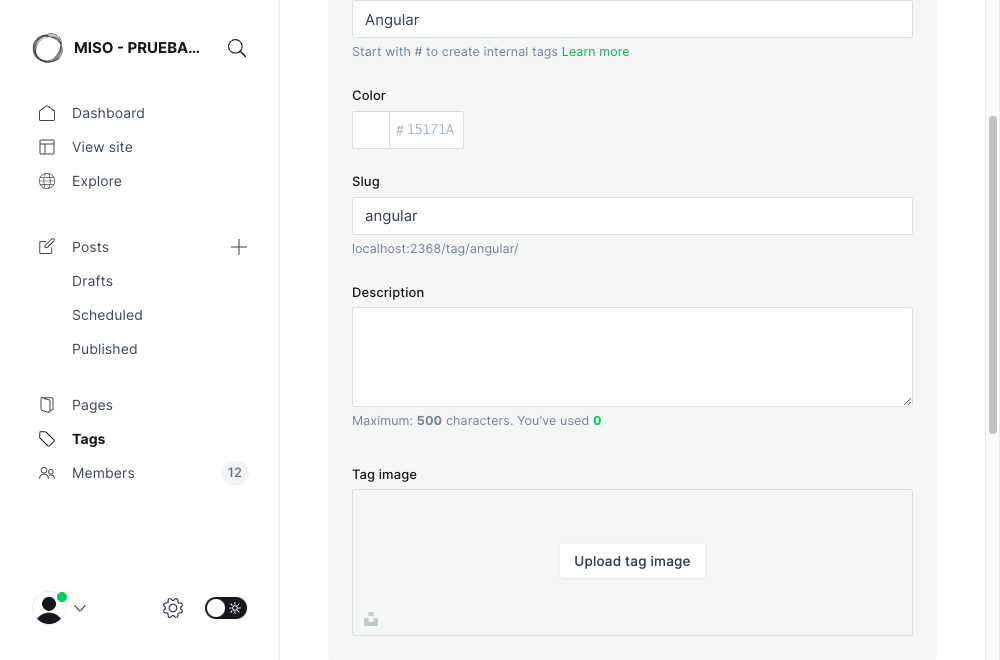 MISO - PRUEBA...
Dashboard
View site
Explore
Posts
Drafts
Scheduled
Published
Pages
Tags
Members 12
Angular
Start with # to create internal tags Learn more
Color
# 15171A
Slug
angular
localhost:2368/tag/angular/
Description
Maximum: 500 characters. You’ve used 0
Tag image
Upload tag image